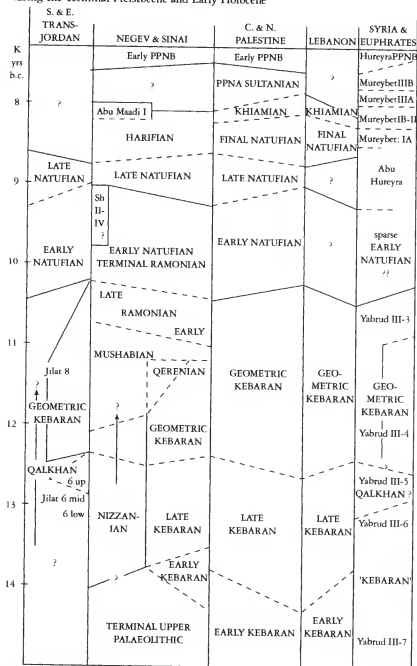 during the Terminal Pleistocene and Early Holocene
K
yrs
b.c.
8
9
10
11
12
13
14
S. & E.
TRANS-
JORDAN
?
LATE
NATUFIAN
EARLY
NATUFIAN
Jilat 8
?
GEOMETRIC
KEBARAN
QALKHAN
6 up
Jilat 6 mid
6 low
?
NEGEV & SINAI
Early PPNB
?
Abu Maadi I
HARIFIAN
LATE NATUFIAN
Sh
II-
IV
?
EARLY NATUFIAN
TERMINAL RAMONIAN
LATE
RAMONIAN
EARLY
MUSHABIAN
QERENIAN
?
GEOMETRIC
KEBARAN
NIZZAN-
IAN
LATE
KEBARAN
?
EARLY
KEBARAN
TERMINAL UPPER
PALAEOLITHIC
C. & N.
PALESTINE
Early PPNB
PPNA SULTANIAN
KHIAMIAN
FINAL NATUFIAN
LATE NATUFIAN
EARLY NATUFIAN
GEOMETRIC
KEBARAN
LATE
KEBARAN
EARLY KEBARAN
LEBANON
?
KHIAMIAN
FINAL
NATUFIAN
?
?
GEO-
METRIC
KEBARAN
LATE
KEBARAN
EARLY
KEBARAN
SYRIA &
EUPHRATES
HureyraPPNB
MureybetIIIB
MureybetIIIA
MureybetIB-II
Mureybet: IA
Abu
Hureyra
sparse
EARLY
NATUFIAN
??
Yabrud III-3
GEO-
METRIC
KEBARAN
Yabrud III-4
?
Yabrud III-5
QALKHAN ?
Yabrud III-6
'KEBARAN'
Yabrud III-7